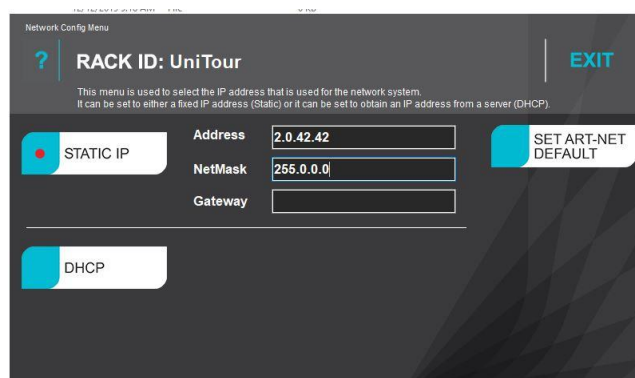 Network Config Menu
?
RACK ID: UniTour
EXIT
This menu is used to select the IP address that is used for the network system.
It can be set to either a fixed IP address (Static) or it can be set to obtain an IP address from a server (DHCP).
STATIC IP
Address
2.0.42.42
NetMask
255.0.0.0
Gateway
SET ART-NET
DEFAULT
DHCP